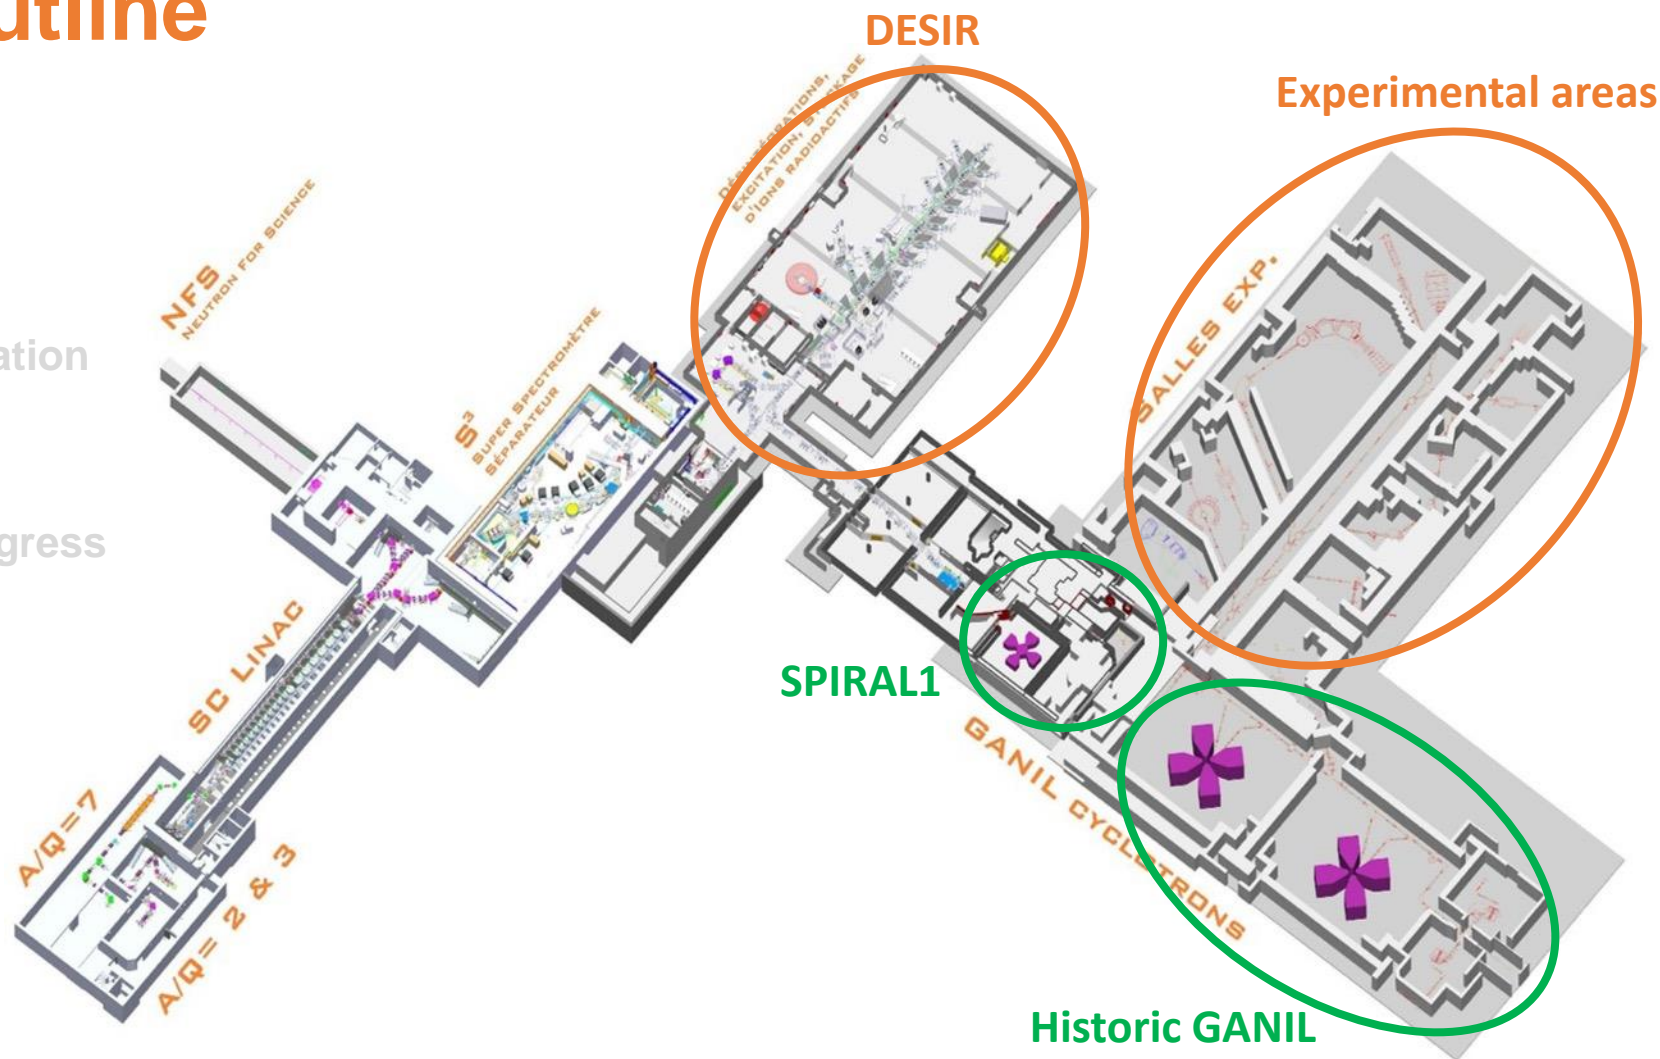 utline
DESIR
Experimental areas
DÉSINTÉGRATIONS,
EXCITATION, STOCKAGE
D'IONS RADIOACTIFS
NFS
NEUTRON FOR SCIENCE
SALLES EXP.
S³
SUPER SPECTROMÈTRE
SÉPARATEUR
ation
gress
SC LINAC
SPIRAL1
GANIL CYCLOTRONS
A/Q=7
A/Q= 2 & 3
Historic GANIL